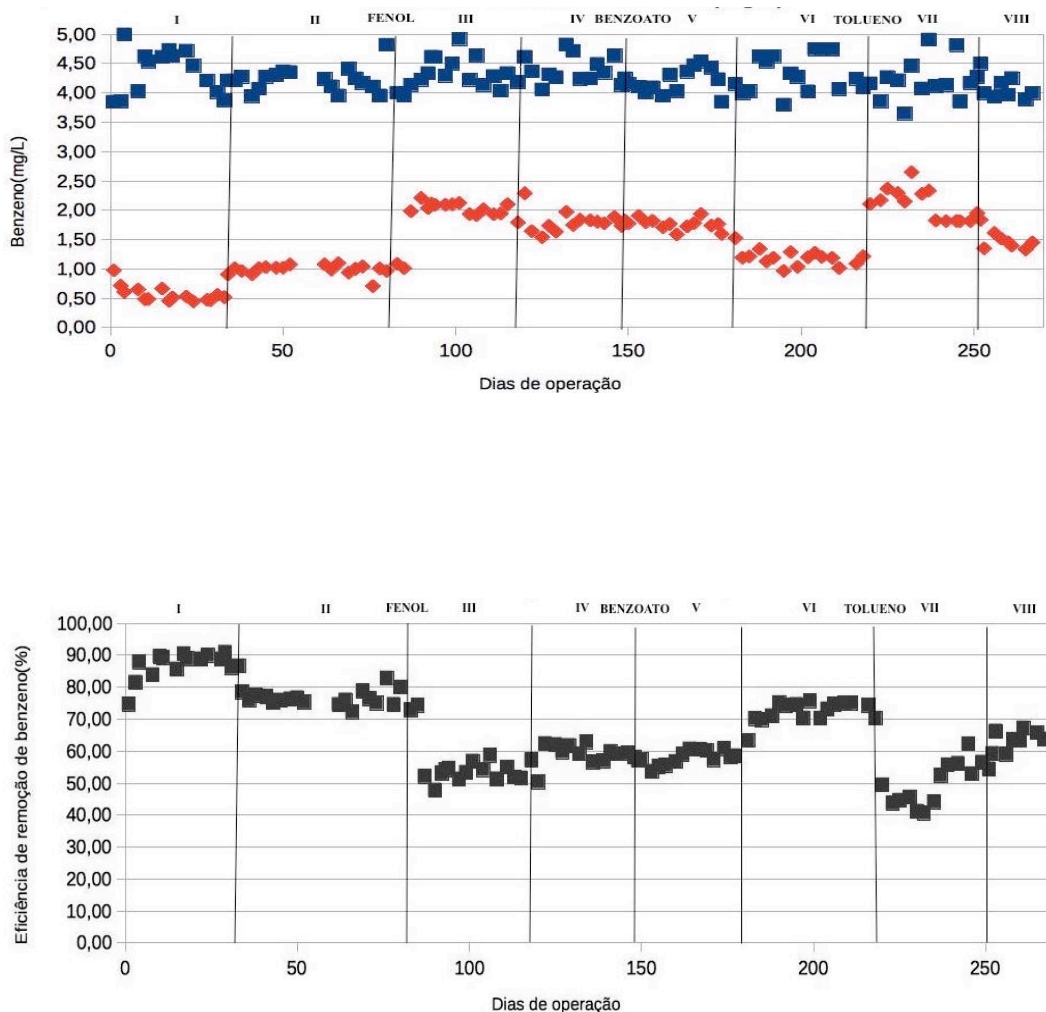 I II FENOL III IV BENZOATO V VI TOLUENO VII VIII
5,00
4,50
4,00
3,50
3,00
2,50
2,00
1,50
1,00
0,50
0,00
Benzeno(mg/L)
0 50 100 150 200 250
Dias de operação
I II FENOL III IV BENZOATO V VI TOLUENO VII VIII
100,00
90,00
80,00
70,00
60,00
50,00
40,00
30,00
20,00
10,00
0,00
Eficiência de remoção de benzeno(%)
0 50 100 150 200 250
Dias de operação